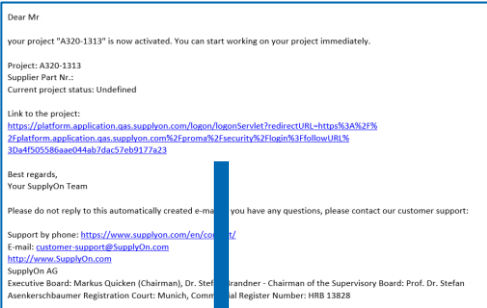 Dear Mr
your project "A320-1313" is now activated. You can start working on your project immediately.
Project: A320-1313
Supplier Part Nr.:
Current project status: Undefined
Link to the project:
https://platform.application.qas.supplyon.com/logon/logonServlet?redirectURL=https%3A%2F%
2Fplatform.application.qas.supplyon.com%2Fproma%2Fsecurity%2Flogin%3FfollowURL%
3Da4f505586aae044ab7dac57eb9177a23
Best regards,
Your SupplyOn Team
Please do not reply to this automatically created e-ma you have any questions, please contact our customer support:
Support by phone: https://www.supplyon.com/en/co t/
E-mail: customer-support@SupplyOn.com
http://www.SupplyOn.com
SupplyOn AG
Executive Board: Markus Quicken (Chairman), Dr. Stef randner - Chairman of the Supervisory Board: Prof. Dr. Stefan
Asenkerschbaumer Registration Court: Munich, Comm al Register Number: HRB 13828